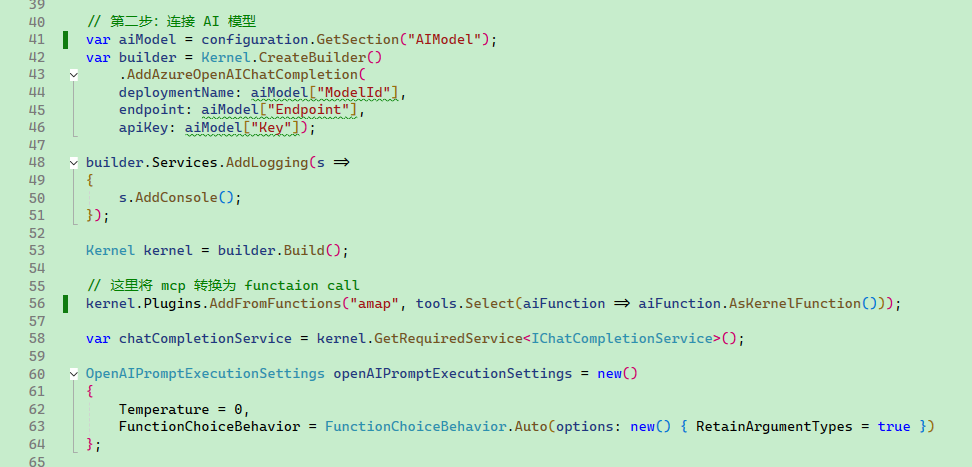 39
40 // 第二步：连接 AI 模型
41 var aiModel = configuration.GetSection("AIModel");
42 var builder = Kernel.CreateBuilder()
43 .AddAzureOpenAIChatCompletion(
44 deploymentName: aiModel["ModelId"],
45 endpoint: aiModel["Endpoint"],
46 apiKey: aiModel["Key"]);
47
48 builder.Services.AddLogging(s =>
49 {
50 s.AddConsole();
51 });
52
53 Kernel kernel = builder.Build();
54
55 // 这里将 mcp 转换为 functaion call
56 kernel.Plugins.AddFromFunctions("amap", tools.Select(aiFunction => aiFunction.AsKernelFunction()));
57
58 var chatCompletionService = kernel.GetRequiredService<IChatCompletionService>();
59
60 OpenAIPromptExecutionSettings openAIPromptExecutionSettings = new()
61 {
62 Temperature = 0,
63 FunctionChoiceBehavior = FunctionChoiceBehavior.Auto(options: new() { RetainArgumentTypes = true })
64 };
65